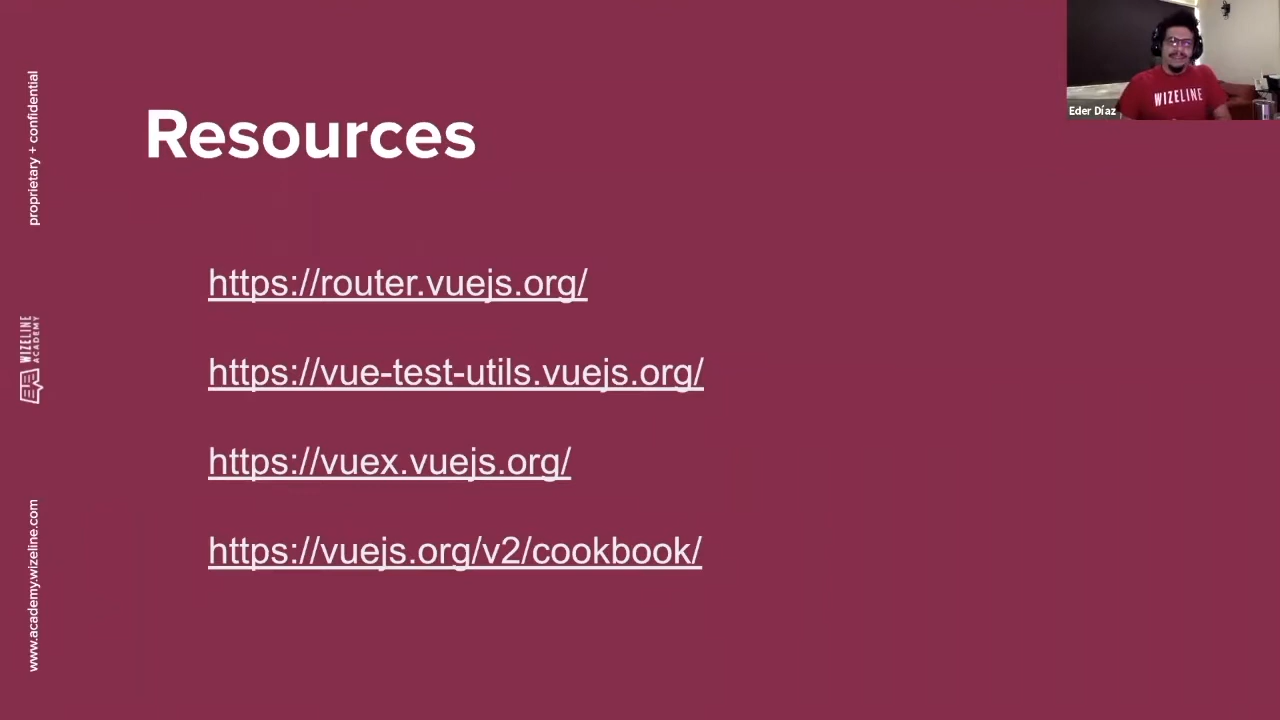 proprietary + confidential
WIZELINE
ACADEMY
www.academy.wizeline.com
Resources
https://router.vuejs.org/
https://vue-test-utils.vuejs.org/
https://vuex.vuejs.org/
https://vuejs.org/v2/cookbook/
WIZELINE
Eder Díaz